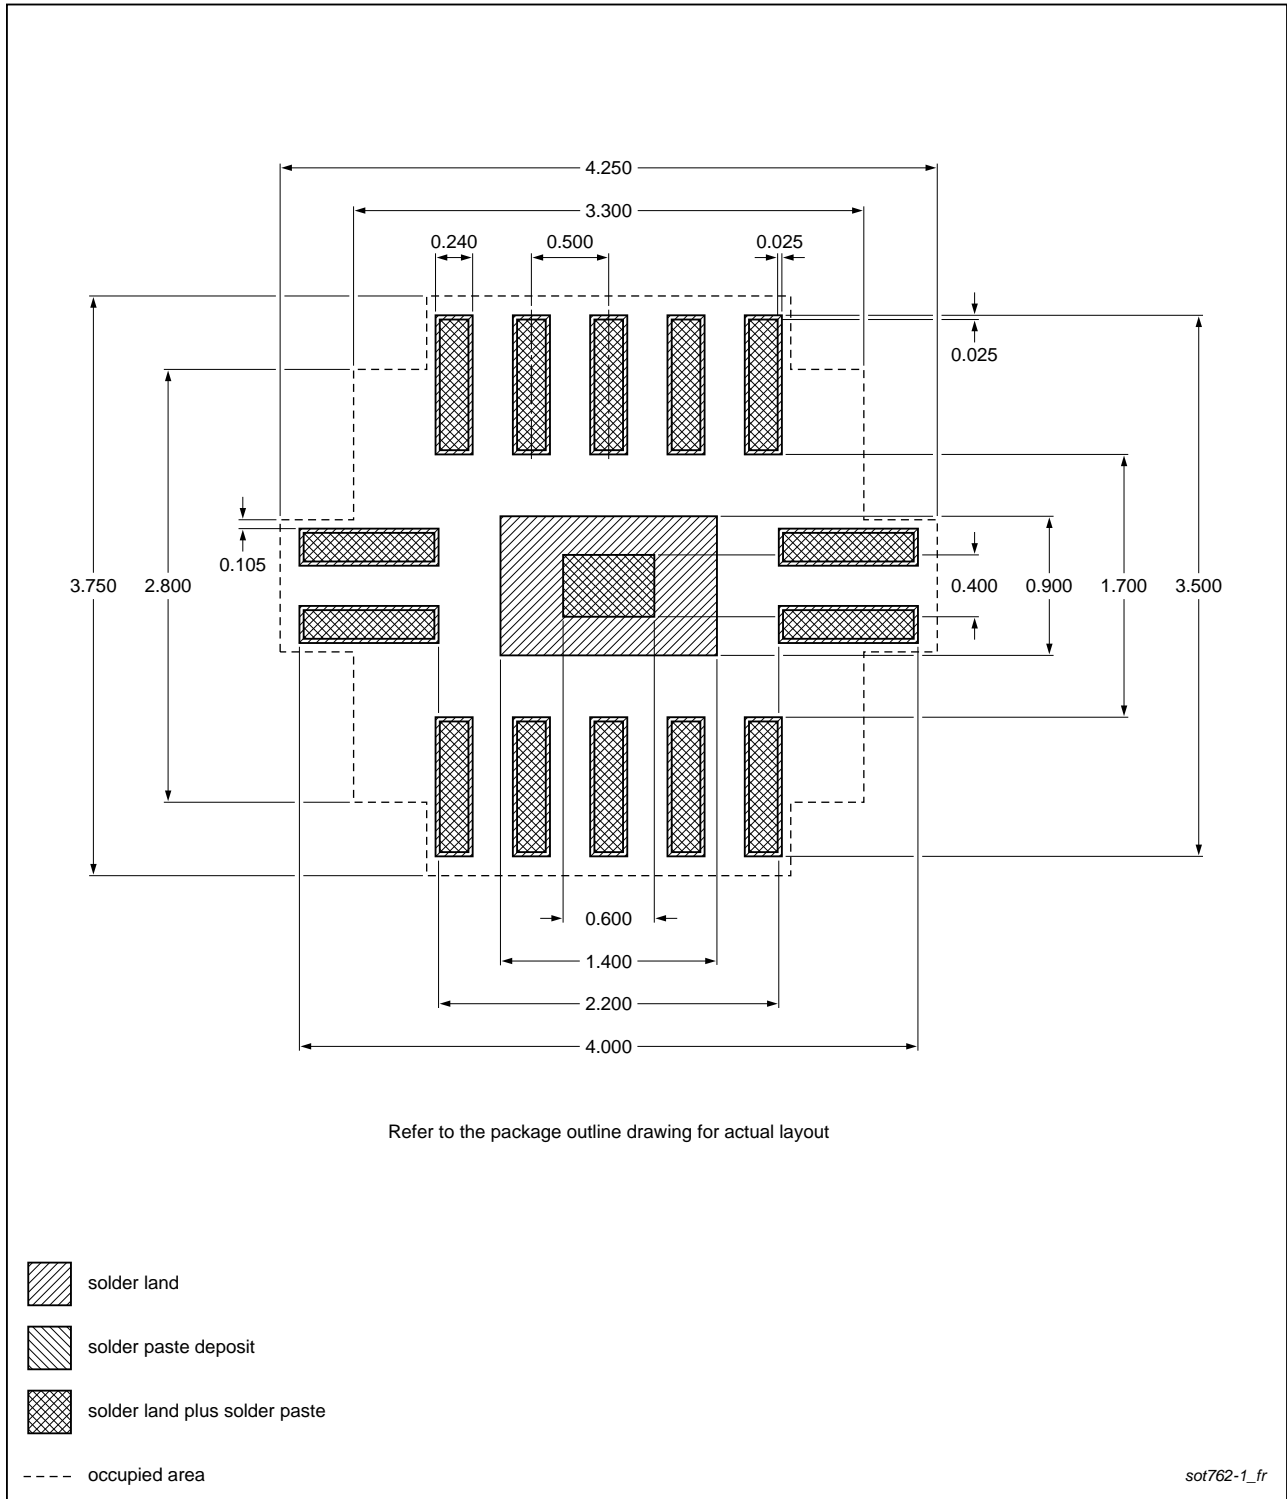 4.250
3.300
0.240 0.500 0.025
0.025
0.105
3.750 2.800 0.400 0.900 1.700 3.500
0.600
1.400
2.200
4.000
Refer to the package outline drawing for actual layout
solder land
solder paste deposit
solder land plus solder paste
occupied area
sot762-1_fr